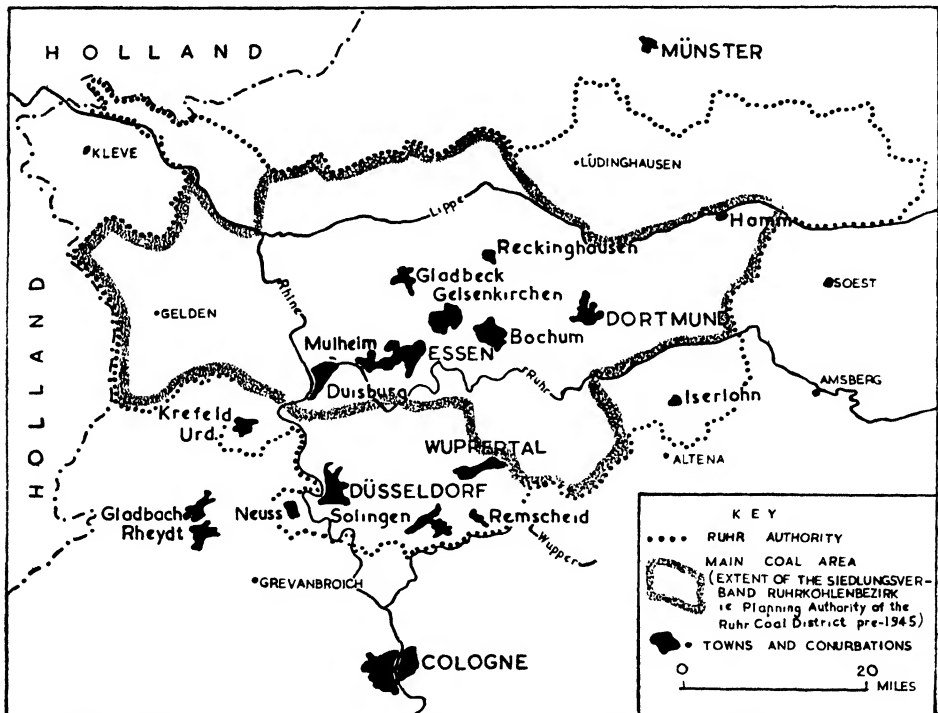 HOLLAND
MÜNSTER
KLEVE
LÜDINGHAUSEN
Lippe
Hamm
Reckinghausen
HOLLAND
Gladbeck
SOEST
Rhine
Gelsenkirchen
GELDEN
DORTMUND
Mulheim
ESSEN
Bochum
Ruhr
Duisburg
AMSBERG
Iserlohn
Krefeld
Urd.
WUPPERTAL
ALTENA
DÜSSELDORF
Gladbach
Neuss
Solingen
Remscheid
Rheydt
Wupper
GREVANBROICH
COLOGNE
KEY
RUHR AUTHORITY
MAIN COAL AREA
(EXTENT OF THE SIEDLUNGSVER-
BAND RUHRKOHLENBEZIRK
ie Planning Authority of the
Ruhr Coal District pre-1945)
TOWNS AND CONURBATIONS
0 20
MILES